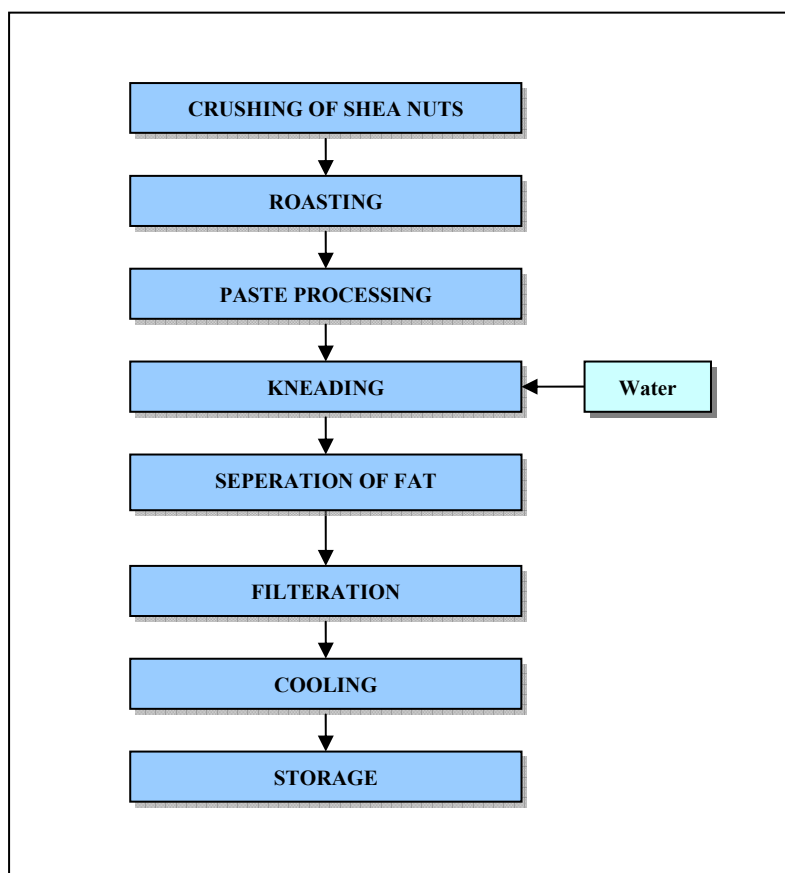 CRUSHING OF SHEA NUTS
ROASTING
PASTE PROCESSING
KNEADING
Water
SEPERATION OF FAT
FILTERATION
COOLING
STORAGE